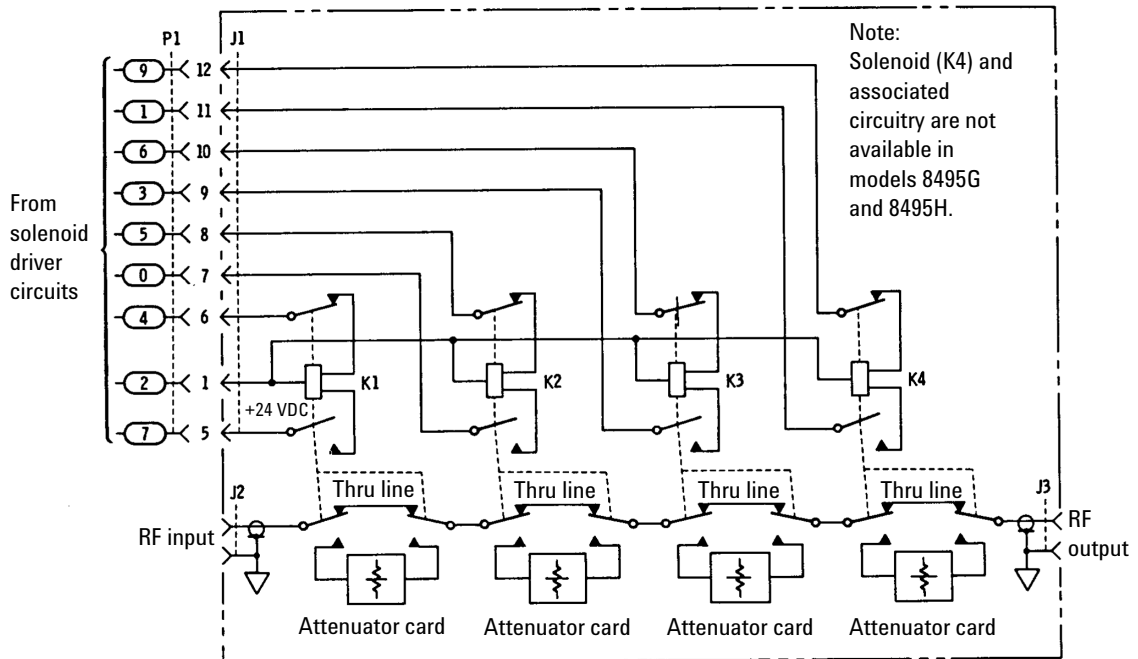 P1 J1
9 12
1 11
6 10
3 9
5 8
0 7
4 6
2 1
7 5
From
solenoid
driver
circuits
Note:
Solenoid (K4) and
associated
circuitry are not
available in
models 8495G
and 8495H.
K1 K2 K3 K4
+24 VDC
Thru line Thru line Thru line Thru line
J2 J3
RF input
RF
output
Attenuator card Attenuator card Attenuator card Attenuator card